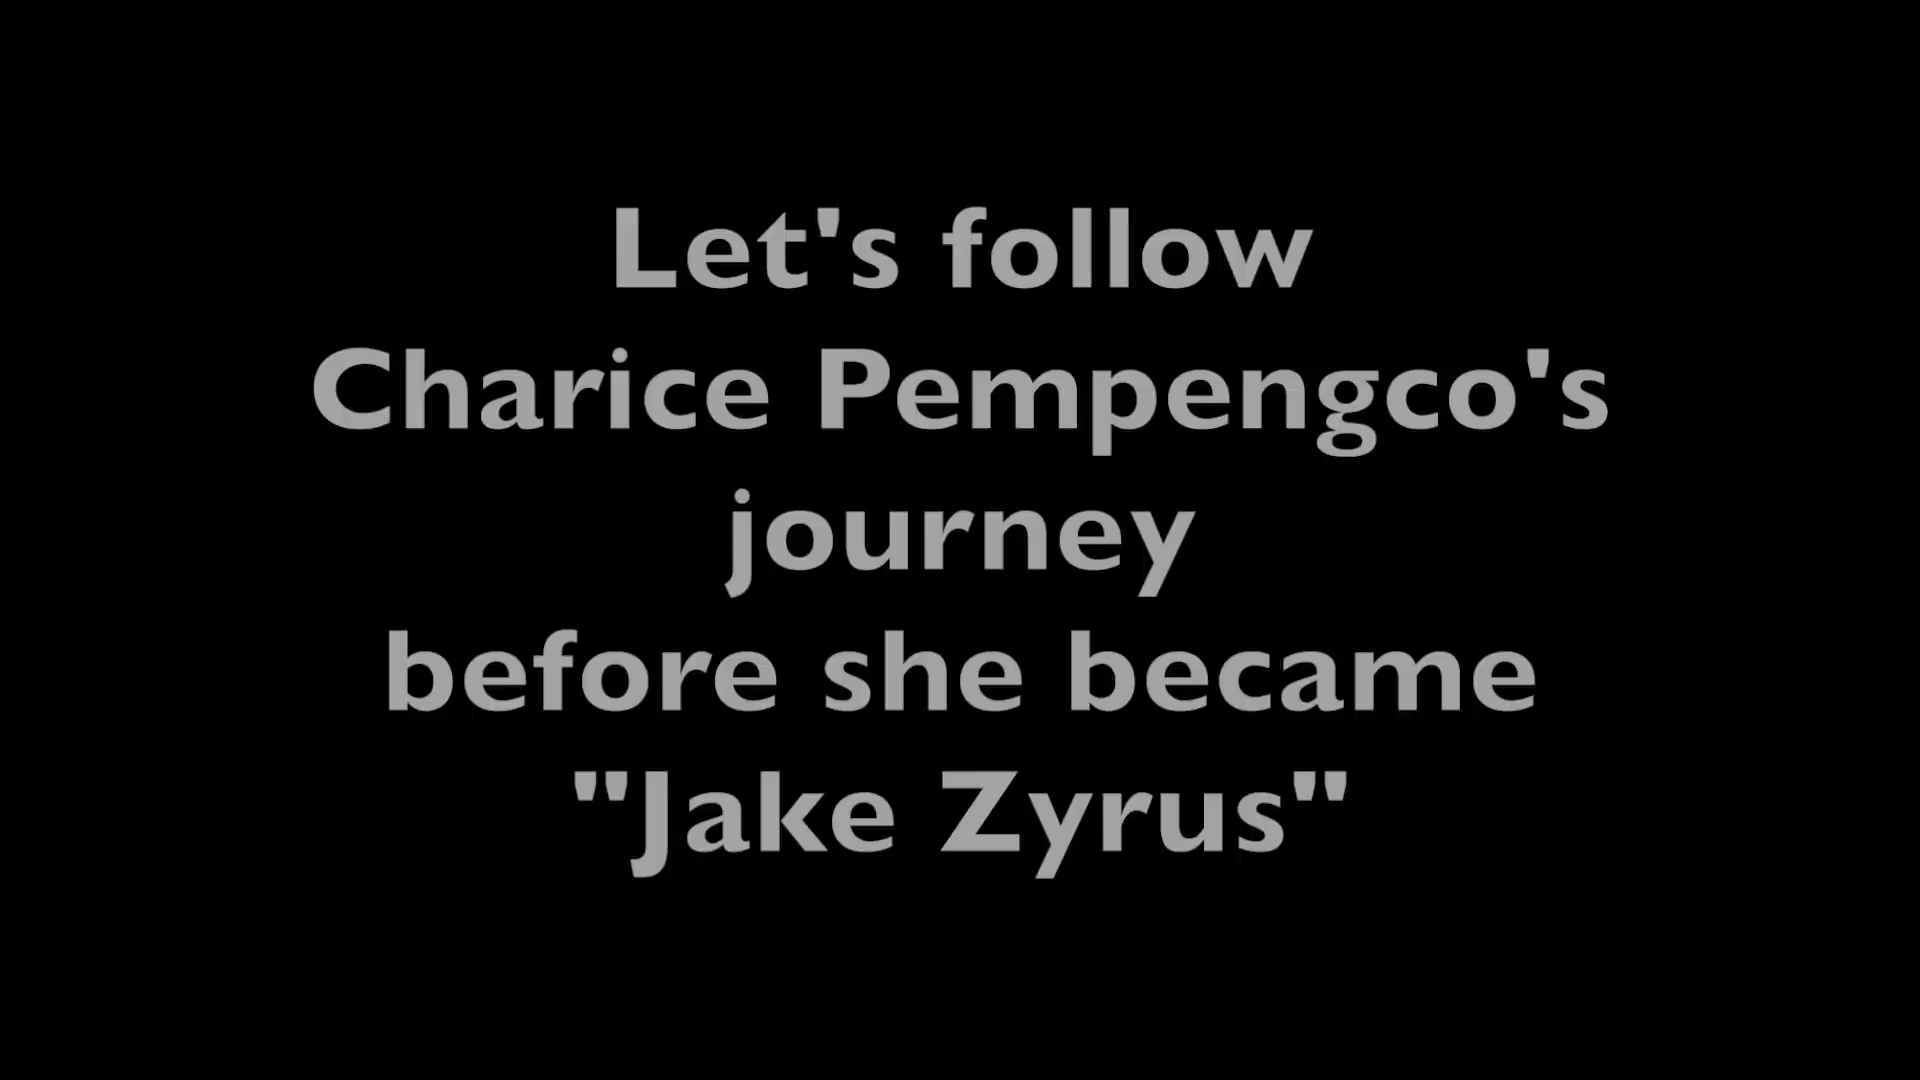 Let's follow
Charice Pempengco's
journey
before she became
"Jake Zyrus"